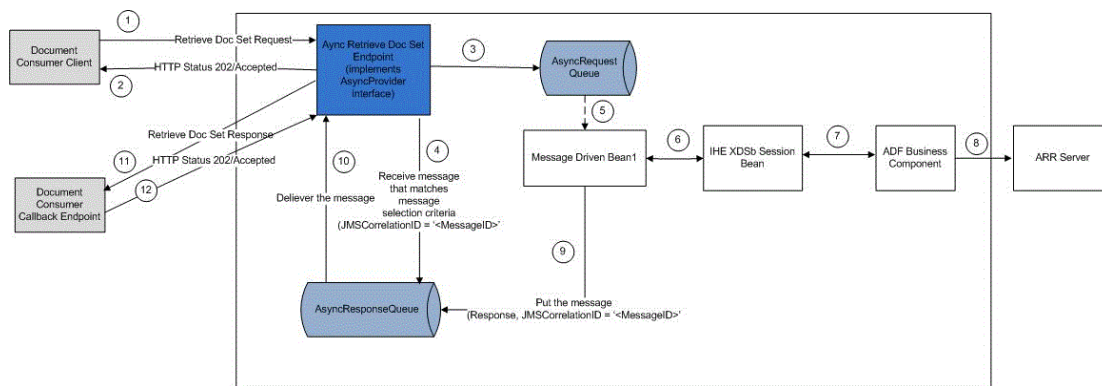 1
Retrieve Doc Set Request
Document
Consumer Client
HTTP Status 202/Accepted
2
Aync Retrieve Doc Set
Endpoint
(implements
AsyncProvider
interface)
3
AsyncRequest
Queue
5
Retrieve Doc Set Response
11
HTTP Status 202/Accepted
12
Document
Consumer
Callback Endpoint
10
Deliever the message
4
Receive message
that matches
message
selection criteria
(JMSCorrelationID = ‘<MessageID>’
Message Driven Bean1
6
IHE XDSb Session
Bean
7
ADF Business
Component
8
ARR Server
9
AsyncResponseQueue
Put the message
(Response, JMSCorrelationID = ‘<MessageID>’